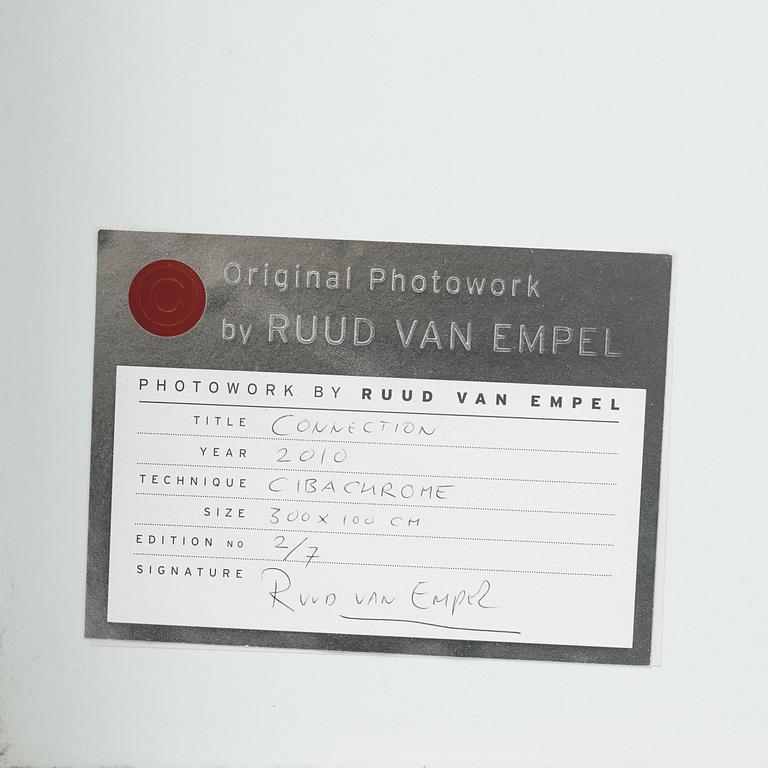 C
Original Photowork
by RUUD VAN EMPEL
PHOTOWORK BY RUUD VAN EMPEL
TITLE CONNECTION
YEAR 2010
TECHNIQUE CIBACHROME
SIZE 300 X 100 CM
EDITION NO 2/7
SIGNATURE RUUD VAN EMPEL